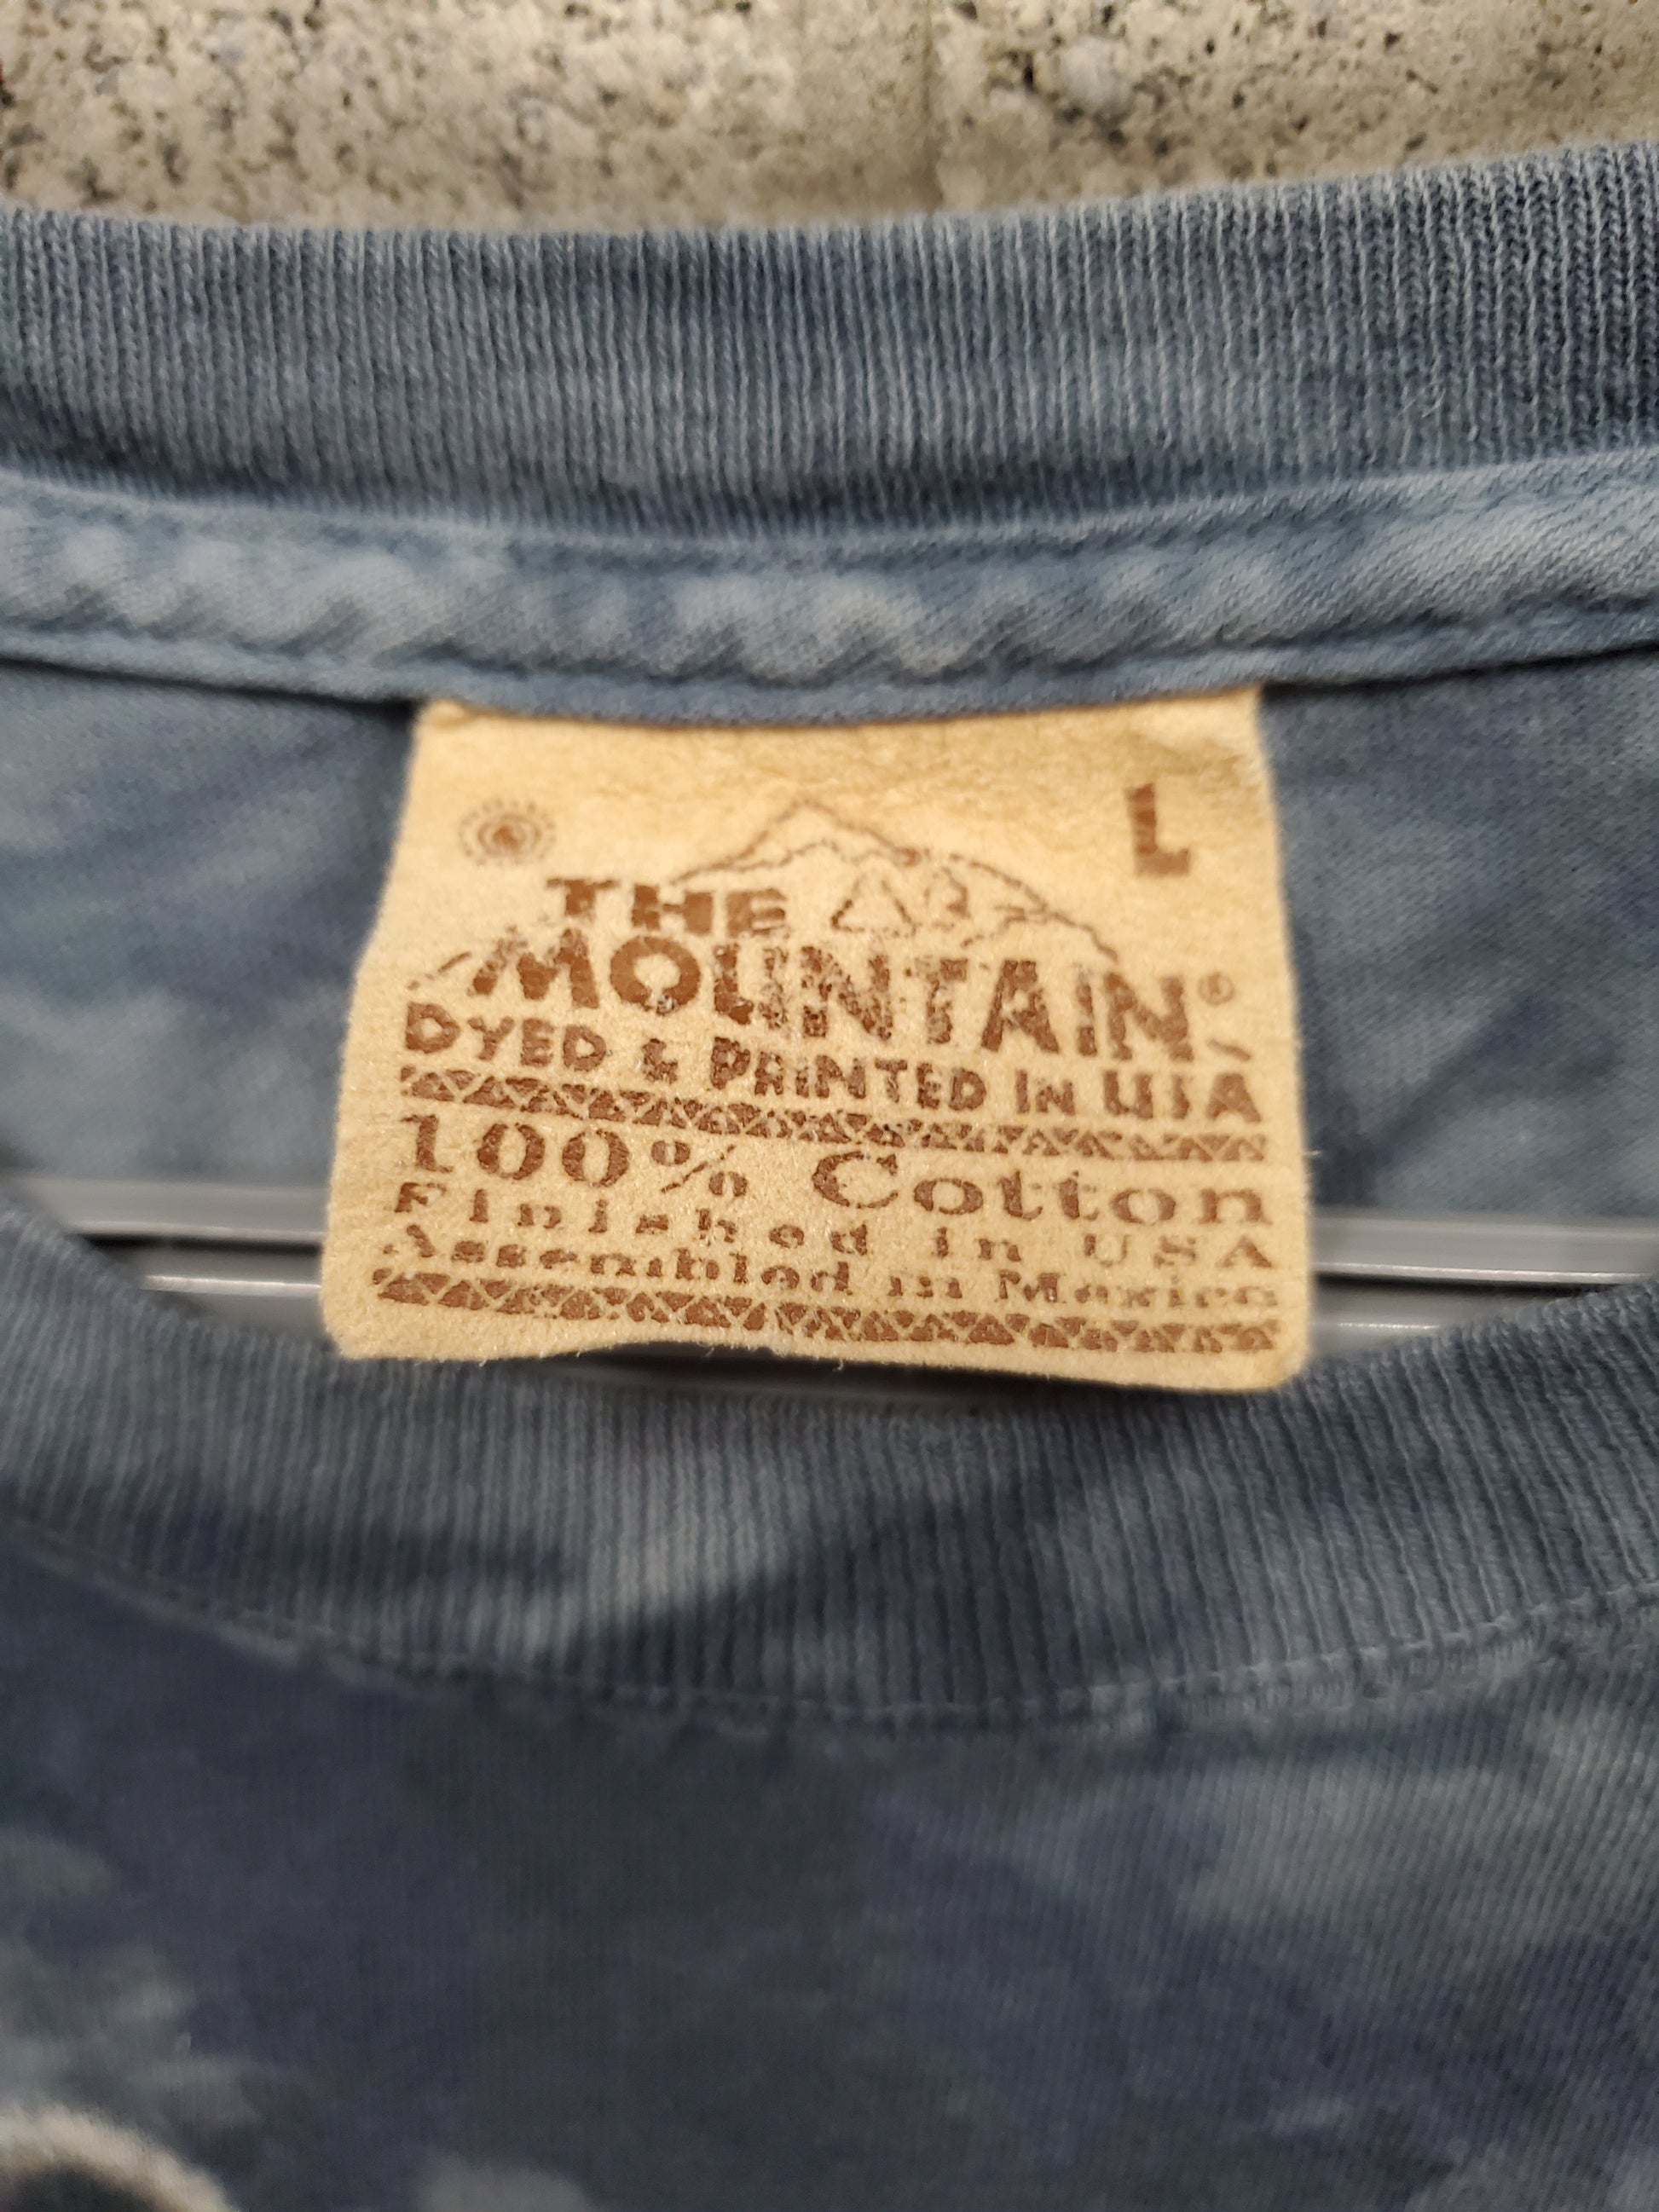 L
THE
MOUNTAIN®
DYED & PRINTED IN USA
100% Cotton
Finished in USA
Assembled in Mexico